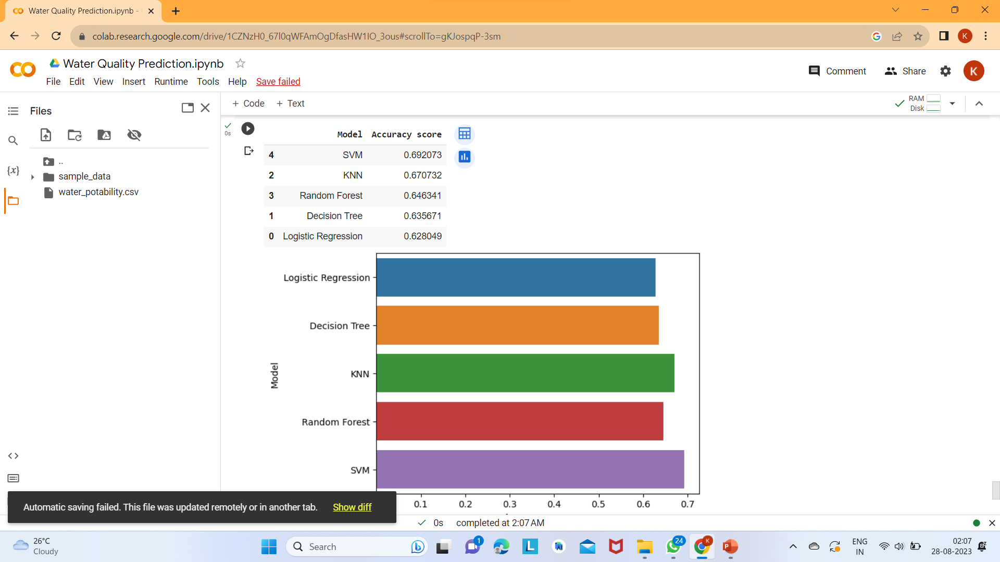 Water Quality Prediction.ipynb -
colab.research.google.com/drive/1CZNzH0_67l0qWFAmOgDfasHW1IO_3ous#scrollTo=gKJospqP-3sm
K
Water Quality Prediction.ipynb
File Edit View Insert Runtime Tools Help Save failed
Comment Share K
Files
+ Code + Text
RAM
Disk
..
sample_data
water_potability.csv
{x}
0s
Model Accuracy score
4 SVM 0.692073
2 KNN 0.670732
3 Random Forest 0.646341
1 Decision Tree 0.635671
0 Logistic Regression 0.628049
Logistic Regression
Decision Tree
KNN
Random Forest
SVM
Model
0.1 0.2 0.3 0.4 0.5 0.6 0.7
Automatic saving failed. This file was updated remotely or in another tab. Show diff
0s completed at 2:07 AM
26°C
Cloudy
Search
1
L
24
K
P
ENG
IN
02:07
28-08-2023